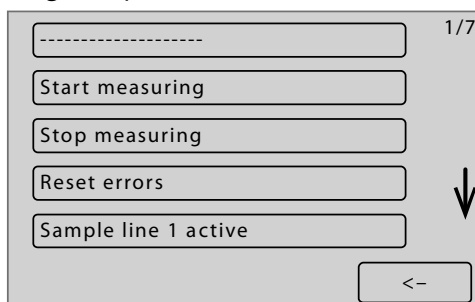 1/7
-------------------
Start measuring
Stop measuring
Reset errors
Sample line 1 active
<–